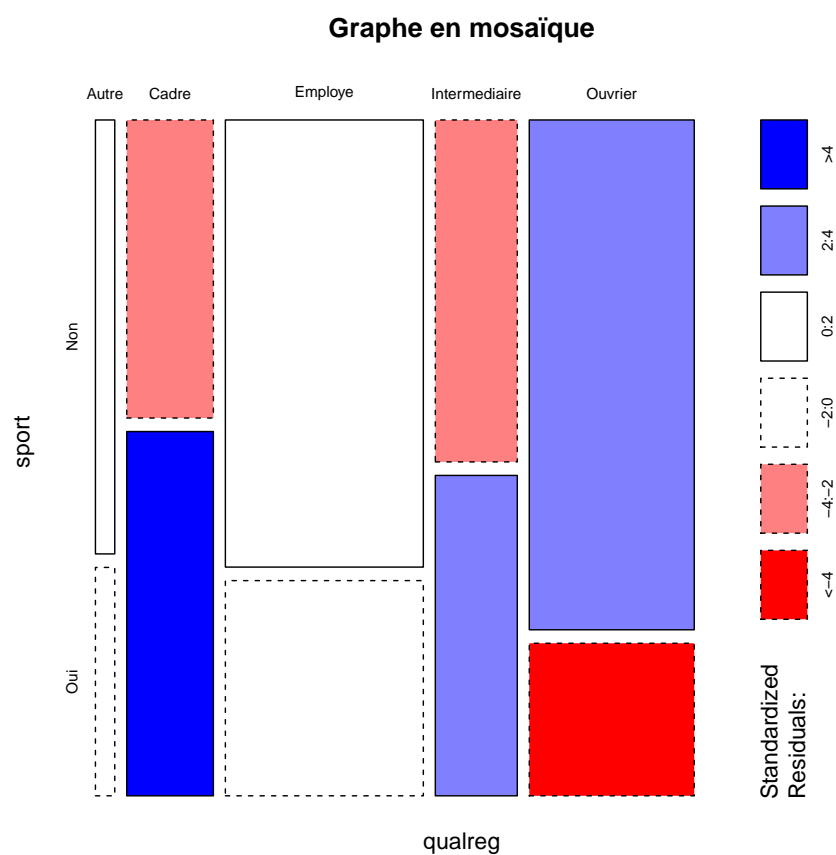 Graphe en mosaïque
Autre Cadre Employe Intermediaire Ouvrier
Non
Oui
sport
qualreg
>4
2:4
0:2
−2:0
−4:−2
<−4
Standardized
Residuals: